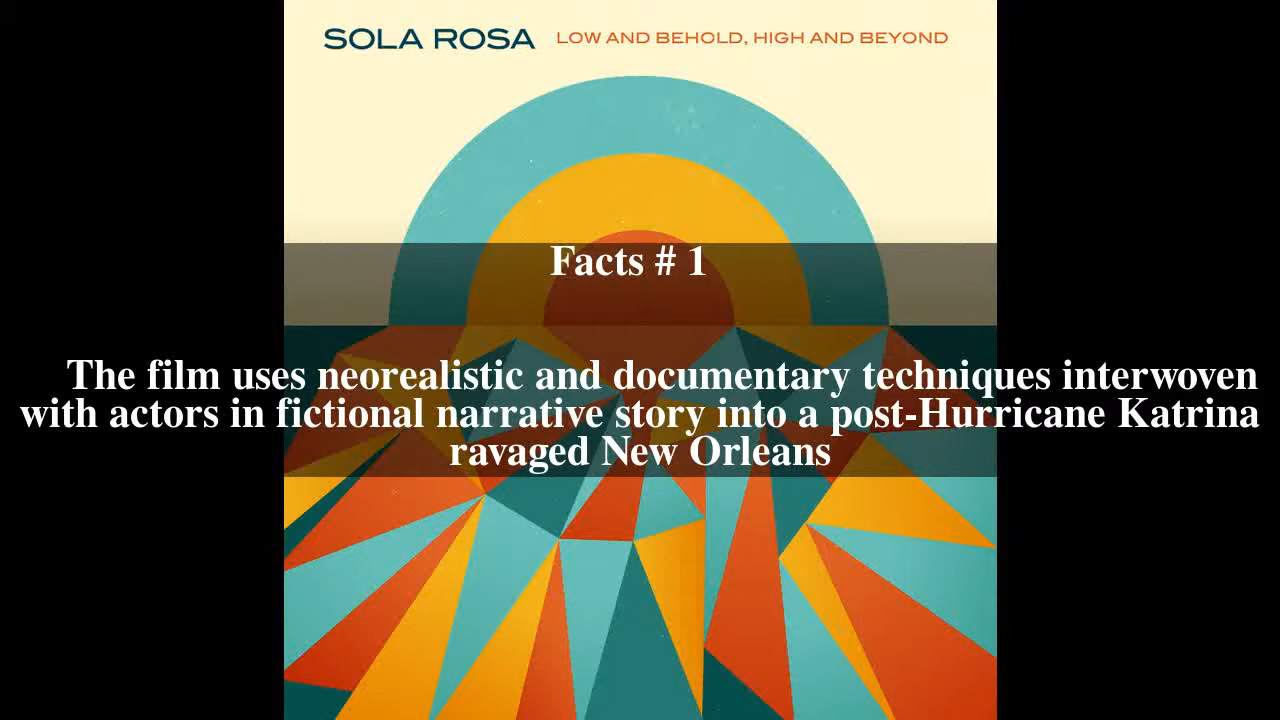 SOLA ROSA LOW AND BEHOLD, HIGH AND BEYOND
Facts # 1
The film uses neorealistic and documentary techniques interwoven
with actors in fictional narrative story into a post-Hurricane Katrina
ravaged New Orleans